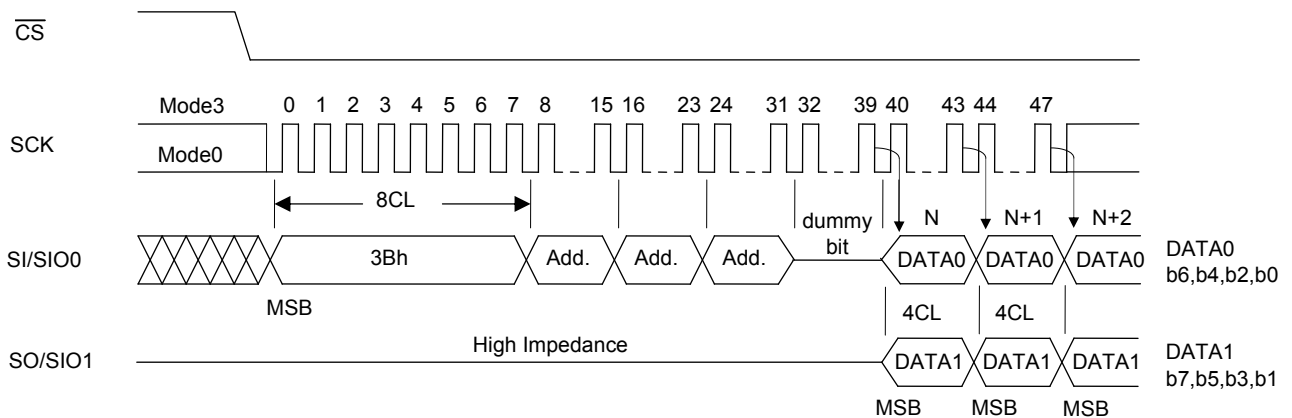 CS
Mode3 0 1 2 3 4 5 6 7 8 15 16 23 24 31 32 39 40 43 44 47
SCK
Mode0
8CL
dummy
bit
N N+1 N+2
SI/SIO0 3Bh Add. Add. Add. DATA0 DATA0 DATA0
DATA0
b6,b4,b2,b0
MSB
4CL 4CL
High Impedance
SO/SIO1 DATA1 DATA1 DATA1
DATA1
b7,b5,b3,b1
MSB MSB MSB